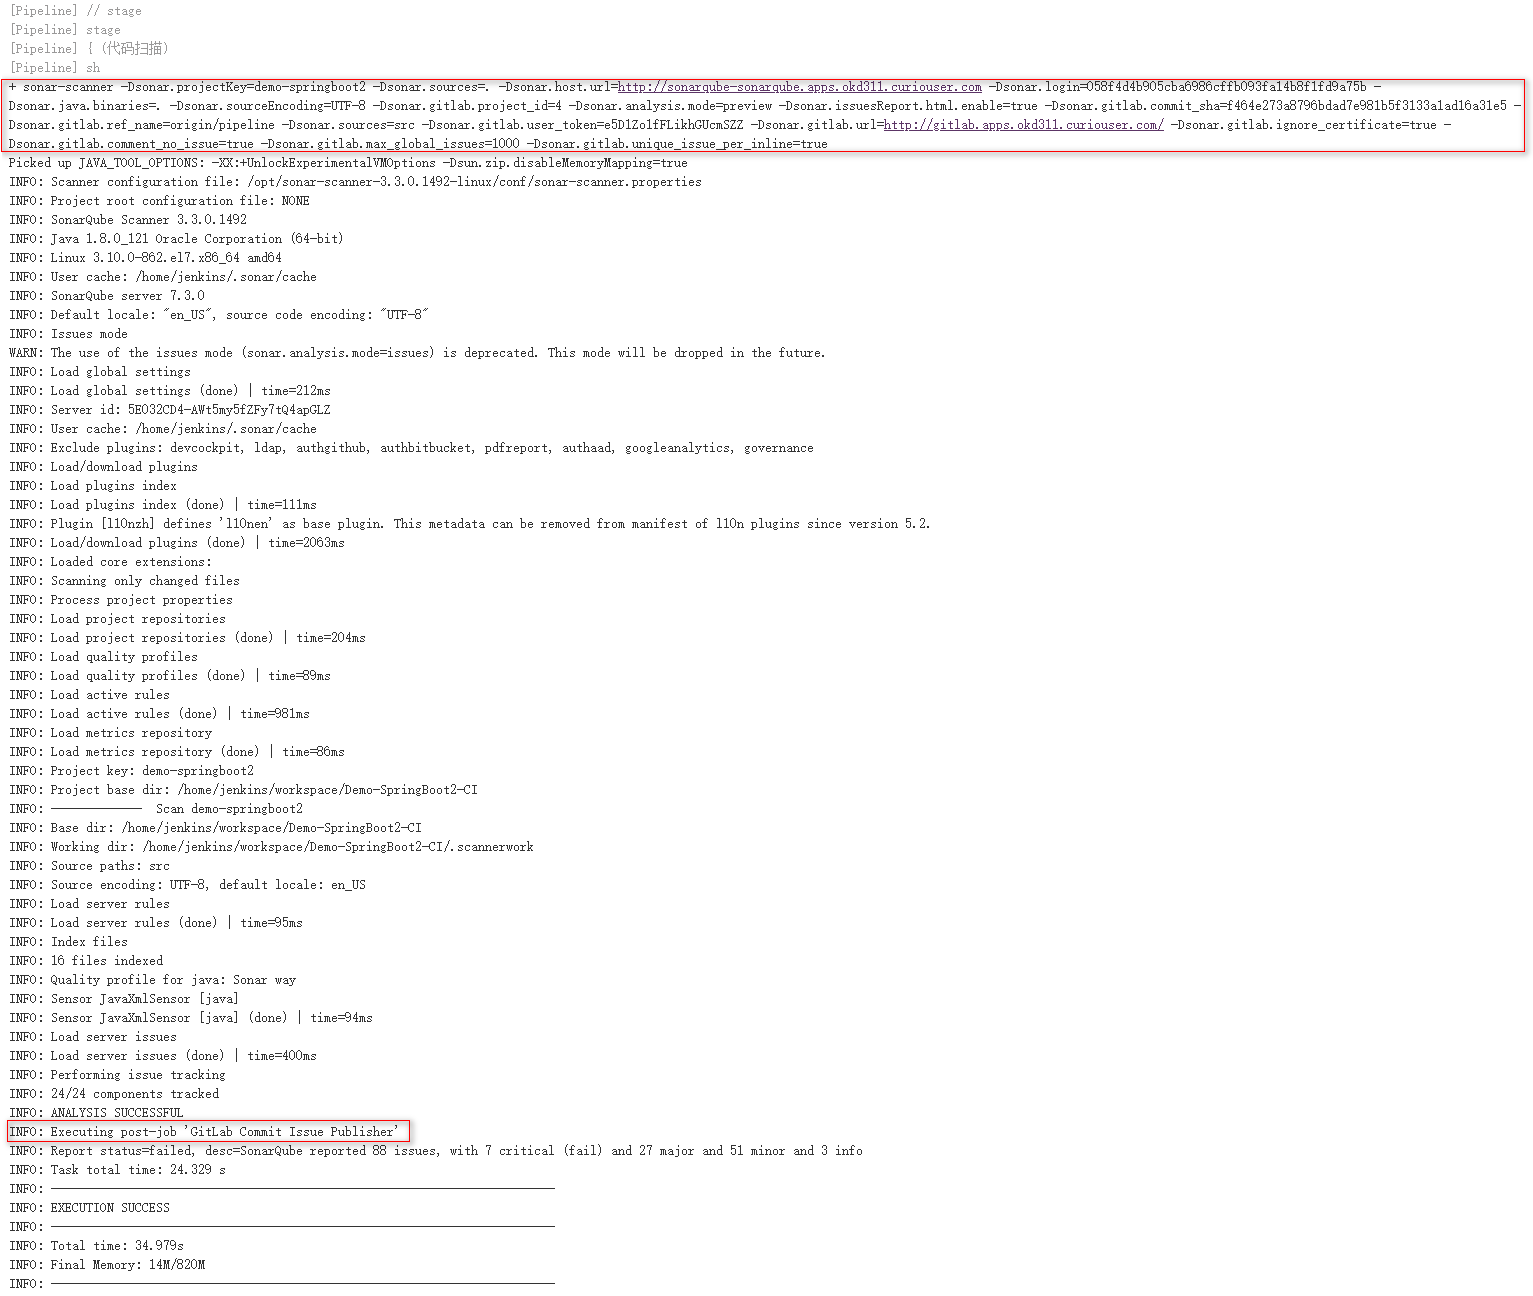 [Pipeline] // stage
[Pipeline] stage
[Pipeline] { (代码扫描)
[Pipeline] sh
+ sonar-scanner -Dsonar.projectKey=demo-springboot2 -Dsonar.sources=. -Dsonar.host.url=http://sonarqube-sonarqube.apps.okd311.curiouser.com -Dsonar.login=058f4d4b905cba6986cffb093fa14b8f1fd9a75b -
Dsonar.java.binaries=. -Dsonar.sourceEncoding=UTF-8 -Dsonar.gitlab.project_id=4 -Dsonar.analysis.mode=preview -Dsonar.issuesReport.html.enable=true -Dsonar.gitlab.commit_sha=f464e273a8796bdad7e981b5f3133a1ad16a31e5 -
Dsonar.gitlab.ref_name=origin/pipeline -Dsonar.sources=src -Dsonar.gitlab.user_token=e5D1Zo1fFLikhGUcmSZZ -Dsonar.gitlab.url=http://gitlab.apps.okd311.curiouser.com/ -Dsonar.gitlab.ignore_certificate=true -
Dsonar.gitlab.comment_no_issue=true -Dsonar.gitlab.max_global_issues=1000 -Dsonar.gitlab.unique_issue_per_inline=true
Picked up JAVA_TOOL_OPTIONS: -XX:+UnlockExperimentalVMOptions -Dsun.zip.disableMemoryMapping=true
INFO: Scanner configuration file: /opt/sonar-scanner-3.3.0.1492-linux/conf/sonar-scanner.properties
INFO: Project root configuration file: NONE
INFO: SonarQube Scanner 3.3.0.1492
INFO: Java 1.8.0_121 Oracle Corporation (64-bit)
INFO: Linux 3.10.0-862.el7.x86_64 amd64
INFO: User cache: /home/jenkins/.sonar/cache
INFO: SonarQube server 7.3.0
INFO: Default locale: "en_US", source code encoding: "UTF-8"
INFO: Issues mode
WARN: The use of the issues mode (sonar.analysis.mode=issues) is deprecated. This mode will be dropped in the future.
INFO: Load global settings
INFO: Load global settings (done) | time=212ms
INFO: Server id: 5E032CD4-AWt5my5fZFy7tQ4apGLZ
INFO: User cache: /home/jenkins/.sonar/cache
INFO: Exclude plugins: devcockpit, ldap, authgithub, authbitbucket, pdfreport, authaad, googleanalytics, governance
INFO: Load/download plugins
INFO: Load plugins index
INFO: Load plugins index (done) | time=111ms
INFO: Plugin [l10nzh] defines 'l10nen' as base plugin. This metadata can be removed from manifest of l10n plugins since version 5.2.
INFO: Load/download plugins (done) | time=2063ms
INFO: Loaded core extensions:
INFO: Scanning only changed files
INFO: Process project properties
INFO: Load project repositories
INFO: Load project repositories (done) | time=204ms
INFO: Load quality profiles
INFO: Load quality profiles (done) | time=89ms
INFO: Load active rules
INFO: Load active rules (done) | time=981ms
INFO: Load metrics repository
INFO: Load metrics repository (done) | time=86ms
INFO: Project key: demo-springboot2
INFO: Project base dir: /home/jenkins/workspace/Demo-SpringBoot2-CI
INFO: -------------  Scan demo-springboot2
INFO: Base dir: /home/jenkins/workspace/Demo-SpringBoot2-CI
INFO: Working dir: /home/jenkins/workspace/Demo-SpringBoot2-CI/.scannerwork
INFO: Source paths: src
INFO: Source encoding: UTF-8, default locale: en_US
INFO: Load server rules
INFO: Load server rules (done) | time=95ms
INFO: Index files
INFO: 16 files indexed
INFO: Quality profile for java: Sonar way
INFO: Sensor JavaXmlSensor [java]
INFO: Sensor JavaXmlSensor [java] (done) | time=94ms
INFO: Load server issues
INFO: Load server issues (done) | time=400ms
INFO: Performing issue tracking
INFO: 24/24 components tracked
INFO: ANALYSIS SUCCESSFUL
INFO: Executing post-job 'GitLab Commit Issue Publisher'
INFO: Report status=failed, desc=SonarQube reported 88 issues, with 7 critical (fail) and 27 major and 51 minor and 3 info
INFO: Task total time: 24.329 s
INFO: ------------------------------------------------------------------------
INFO: EXECUTION SUCCESS
INFO: ------------------------------------------------------------------------
INFO: Total time: 34.979s
INFO: Final Memory: 14M/820M
INFO: ------------------------------------------------------------------------